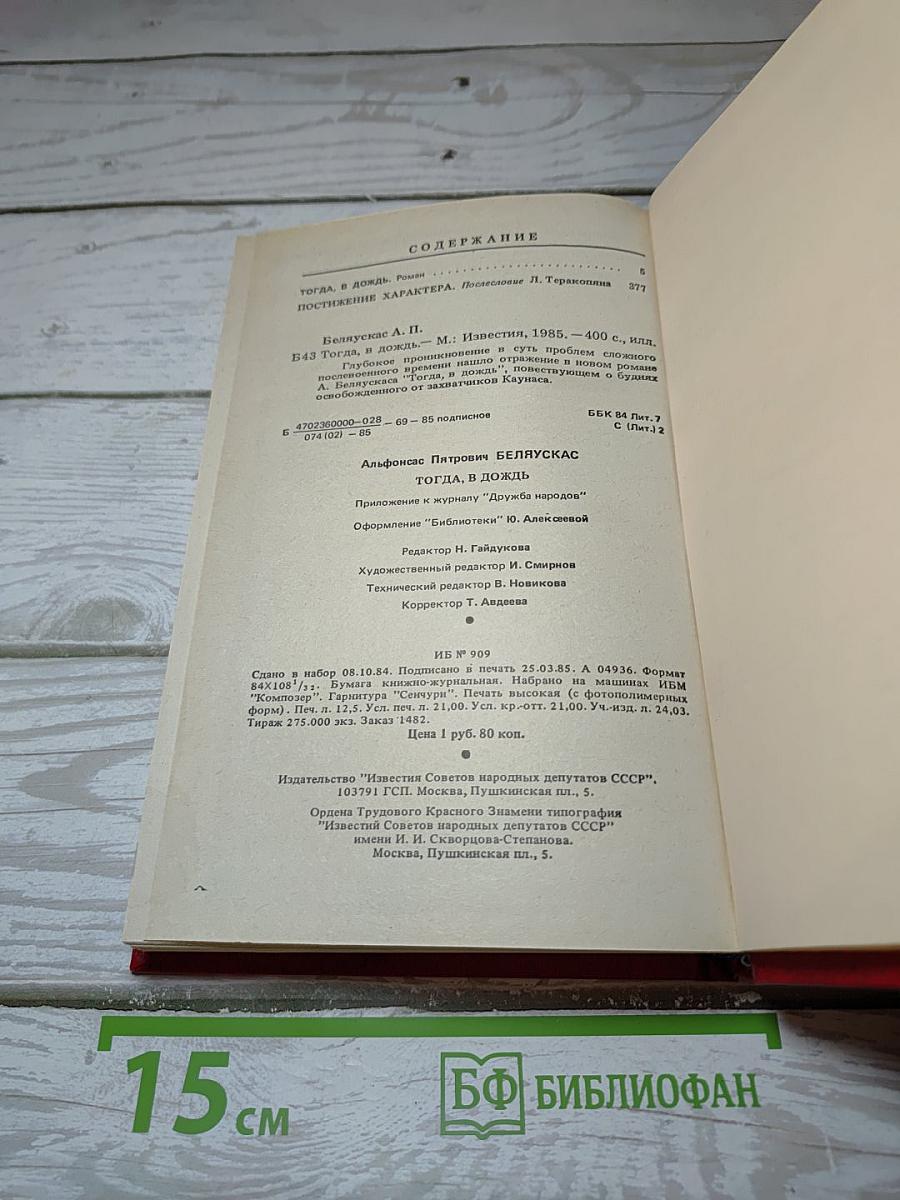 СОДЕРЖАНИЕ
ТОГДА, В ДОЖДЬ. Роман . . . . . . . . . . . . . . . . . . . . . . . . . 5
ПОСТИЖЕНИЕ ХАРАКТЕРА. Послесловие Л. Теракопяна 377
Беляускас А. П.
Б43 Тогда, в дождь.— М.: Известия, 1985. —400 с., илл.
Глубокое проникновение в суть проблем сложного
послевоенного времени нашло отражение в новом романе
А. Беляускаса "Тогда, в дождь", повествующем о буднях
освобожденного от захватчиков Каунаса.
Б 4702360000—028
074 (02) — 85 — 69 — 85 подписное
ББК 84 Лит. 7
С (Лит.) 2
Альфонсас Пятрович БЕЛЯУСКАС
ТОГДА, В ДОЖДЬ
Приложение к журналу "Дружба народов"
Оформление "Библиотеки" Ю. Алексеевой
Редактор Н. Гайдукова
Художественный редактор И. Смирнов
Технический редактор В. Новикова
Корректор Т. Авдеева
ИБ № 909
Сдано в набор 08.10.84. Подписано в печать 25.03.85. А 04936. Формат
84X108 1/32. Бумага книжно-журнальная. Набрано на машинах ИБМ
"Композер". Гарнитура "Сенчури". Печать высокая (с фотополимерных
форм). Печ. л. 12,5. Усл. печ. л. 21,00. Усл. кр.-отт. 21,00. Уч.-изд. л. 24,03.
Тираж 275.000 экз. Заказ 1482.
Цена 1 руб. 80 коп.
Издательство "Известия Советов народных депутатов СССР".
103791 ГСП. Москва, Пушкинская пл., 5.
Ордена Трудового Красного Знамени типография
"Известий Советов народных депутатов СССР"
имени И. И. Скворцова-Степанова.
Москва, Пушкинская пл., 5.
15 см
БФ БИБЛИОФАН